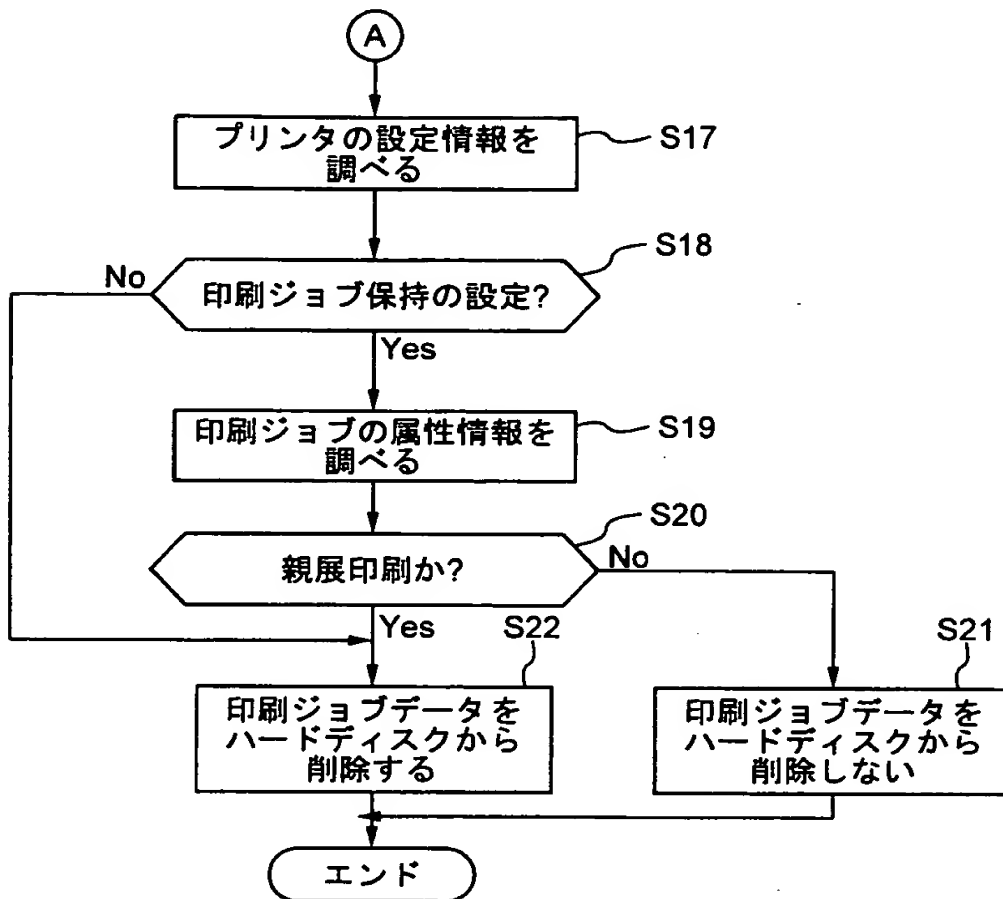 A
プリンタの設定情報を
調べる
S17
S18
No
印刷ジョブ保持の設定?
Yes
印刷ジョブの属性情報を
調べる
S19
S20
親展印刷か?
No
Yes
S22
S21
印刷ジョブデータを
ハードディスクから
削除する
印刷ジョブデータを
ハードディスクから
削除しない
エンド